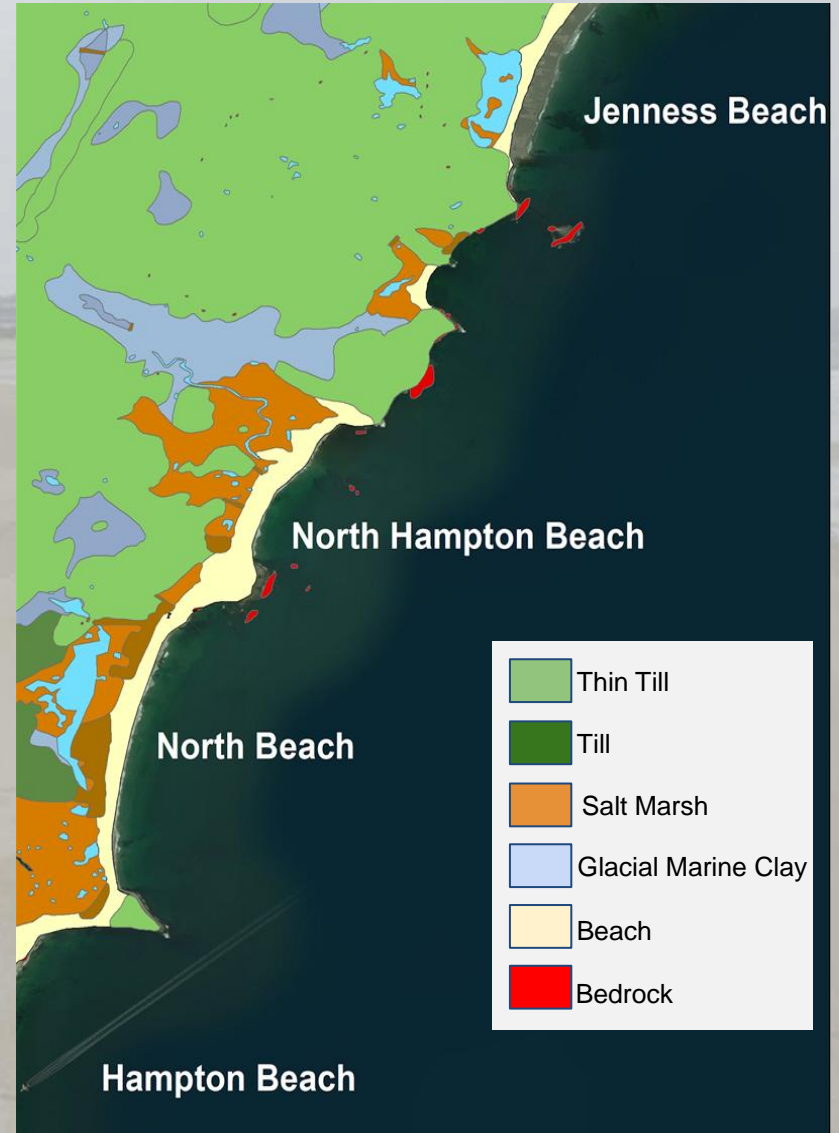 Jenness Beach
North Hampton Beach
North Beach
Hampton Beach
Thin Till
Till
Salt Marsh
Glacial Marine Clay
Beach
Bedrock